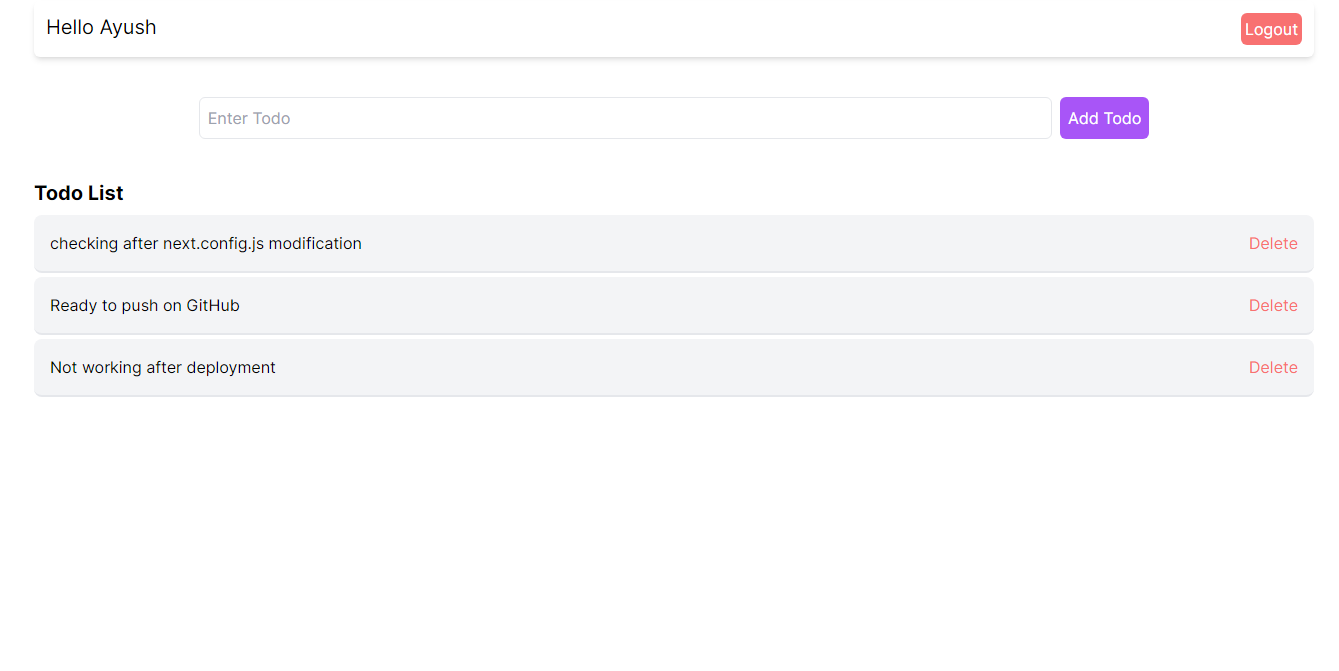 Hello Ayush
Logout
Enter Todo
Add Todo
Todo List
checking after next.config.js modification
Delete
Ready to push on GitHub
Delete
Not working after deployment
Delete